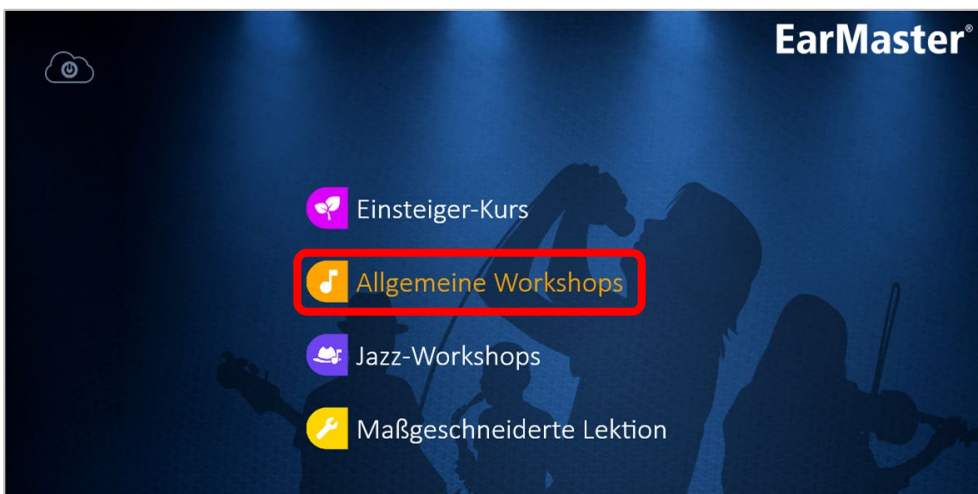 EarMaster®
Einsteiger-Kurs
Allgemeine Workshops
Jazz-Workshops
Maßgeschneiderte Lektion